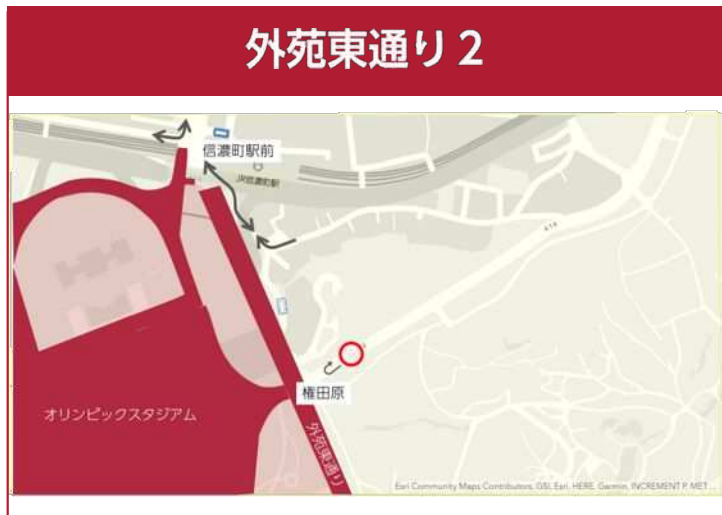 外苑東通り2
信濃町駅前
JR信濃町駅
414
権田原
オリンピックスタジアム
外苑東通り
Esri Community Maps Contributors, GSI, Esri, HERE, Garmin, INCREMENT P, MET...